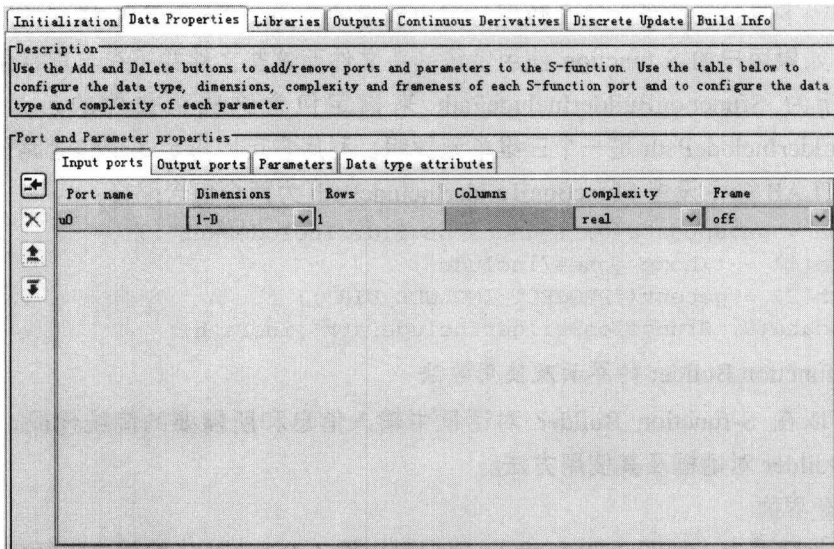 Initialization Data Properties Libraries Outputs Continuous Derivatives Discrete Update Build Info
Description
Use the Add and Delete buttons to add/remove ports and parameters to the S-function. Use the table below to
configure the data type, dimensions, complexity and frameness of each S-function port and to configure the data
type and complexity of each parameter.
Port and Parameter properties
Input ports Output ports Parameters Data type attributes
Port name Dimensions Rows Columns Complexity Frame
u0 1-D 1 real off